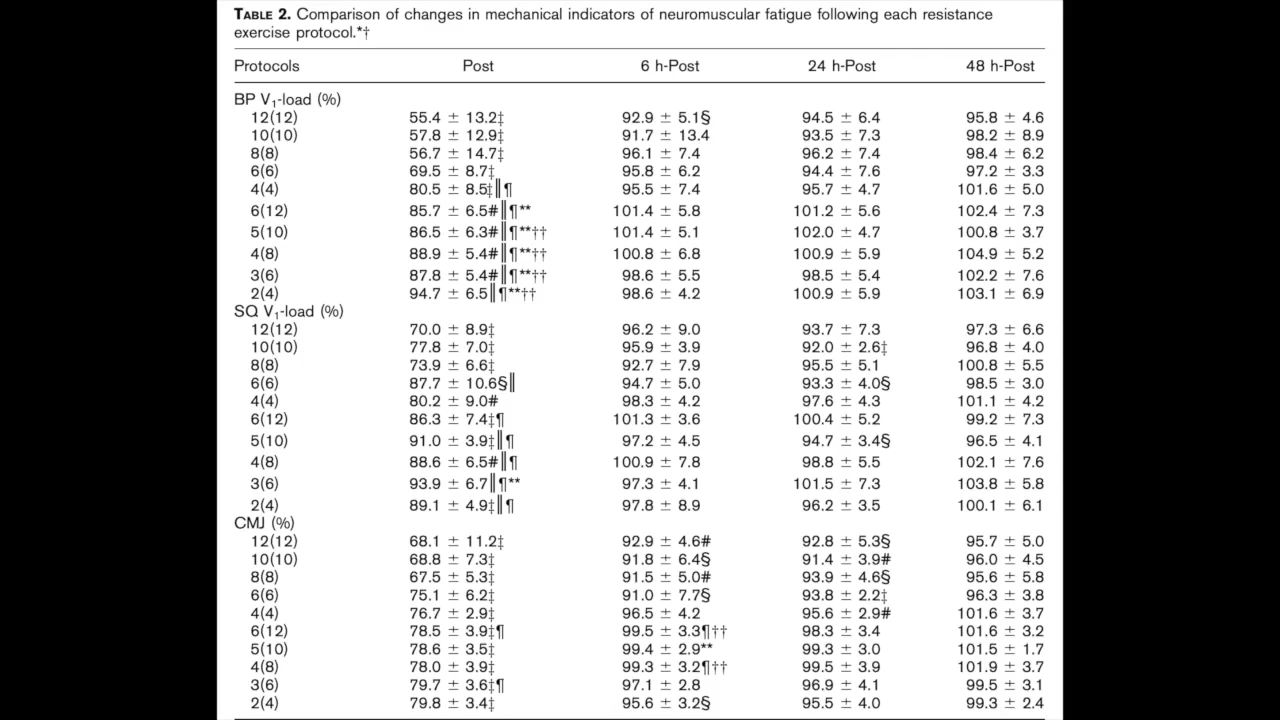 TABLE 2. Comparison of changes in mechanical indicators of neuromuscular fatigue following each resistance
exercise protocol.*†
Protocols Post 6 h-Post 24 h-Post 48 h-Post
BP V₁-load (%)
12(12) 55.4 ± 13.2‡ 92.9 ± 5.1§ 94.5 ± 6.4 95.8 ± 4.6
10(10) 57.8 ± 12.9‡ 91.7 ± 13.4 93.5 ± 7.3 98.2 ± 8.9
8(8) 56.7 ± 14.7‡ 96.1 ± 7.4 96.2 ± 7.4 98.4 ± 6.2
6(6) 69.5 ± 8.7‡ 95.8 ± 6.2 94.4 ± 7.6 97.2 ± 3.3
4(4) 80.5 ± 8.5‡║¶ 95.5 ± 7.4 95.7 ± 4.7 101.6 ± 5.0
6(12) 85.7 ± 6.5#║¶** 101.4 ± 5.8 101.2 ± 5.6 102.4 ± 7.3
5(10) 86.5 ± 6.3#║¶**†† 101.4 ± 5.1 102.0 ± 4.7 100.8 ± 3.7
4(8) 88.9 ± 5.4#║¶**†† 100.8 ± 6.8 100.9 ± 5.9 104.9 ± 5.2
3(6) 87.8 ± 5.4#║¶**†† 98.6 ± 5.5 98.5 ± 5.4 102.2 ± 7.6
2(4) 94.7 ± 6.5║¶**†† 98.6 ± 4.2 100.9 ± 5.9 103.1 ± 6.9
SQ V₁-load (%)
12(12) 70.0 ± 8.9‡ 96.2 ± 9.0 93.7 ± 7.3 97.3 ± 6.6
10(10) 77.8 ± 7.0‡ 95.9 ± 3.9 92.0 ± 2.6‡ 96.8 ± 4.0
8(8) 73.9 ± 6.6‡ 92.7 ± 7.9 95.5 ± 5.1 100.8 ± 5.5
6(6) 87.7 ± 10.6§║ 94.7 ± 5.0 93.3 ± 4.0§ 98.5 ± 3.0
4(4) 80.2 ± 9.0# 98.3 ± 4.2 97.6 ± 4.3 101.1 ± 4.2
6(12) 86.3 ± 7.4‡¶ 101.3 ± 3.6 100.4 ± 5.2 99.2 ± 7.3
5(10) 91.0 ± 3.9‡║¶ 97.2 ± 4.5 94.7 ± 3.4§ 96.5 ± 4.1
4(8) 88.6 ± 6.5#║¶ 100.9 ± 7.8 98.8 ± 5.5 102.1 ± 7.6
3(6) 93.9 ± 6.7║¶** 97.3 ± 4.1 101.5 ± 7.3 103.8 ± 5.8
2(4) 89.1 ± 4.9‡║¶ 97.8 ± 8.9 96.2 ± 3.5 100.1 ± 6.1
CMJ (%)
12(12) 68.1 ± 11.2‡ 92.9 ± 4.6# 92.8 ± 5.3§ 95.7 ± 5.0
10(10) 68.8 ± 7.3‡ 91.8 ± 6.4§ 91.4 ± 3.9# 96.0 ± 4.5
8(8) 67.5 ± 5.3‡ 91.5 ± 5.0# 93.9 ± 4.6§ 95.6 ± 5.8
6(6) 75.1 ± 6.2‡ 91.0 ± 7.7§ 93.8 ± 2.2‡ 96.3 ± 3.8
4(4) 76.7 ± 2.9‡ 96.5 ± 4.2 95.6 ± 2.9# 101.6 ± 3.7
6(12) 78.5 ± 3.9‡¶ 99.5 ± 3.3¶†† 98.3 ± 3.4 101.6 ± 3.2
5(10) 78.6 ± 3.5‡ 99.4 ± 2.9** 99.3 ± 3.0 101.5 ± 1.7
4(8) 78.0 ± 3.9‡ 99.3 ± 3.2¶†† 99.5 ± 3.9 101.9 ± 3.7
3(6) 79.7 ± 3.6‡¶ 97.1 ± 2.8 96.9 ± 4.1 99.5 ± 3.1
2(4) 79.8 ± 3.4‡ 95.6 ± 3.2§ 95.5 ± 4.0 99.3 ± 2.4